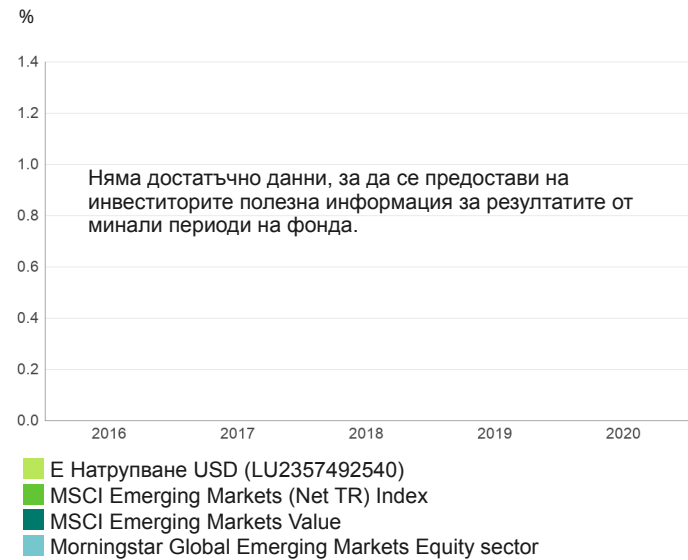 %
1.4
1.2
1.0
Няма достатъчно данни, за да се предостави на
инвеститорите полезна информация за резултатите от
0.8
минали периоди на фонда.
0.6
0.4
0.2
0.0
2016 2017 2018 2019 2020
Е Натрупване USD (LU2357492540)
MSCI Emerging Markets (Net TR) Index
MSCI Emerging Markets Value
Morningstar Global Emerging Markets Equity sector